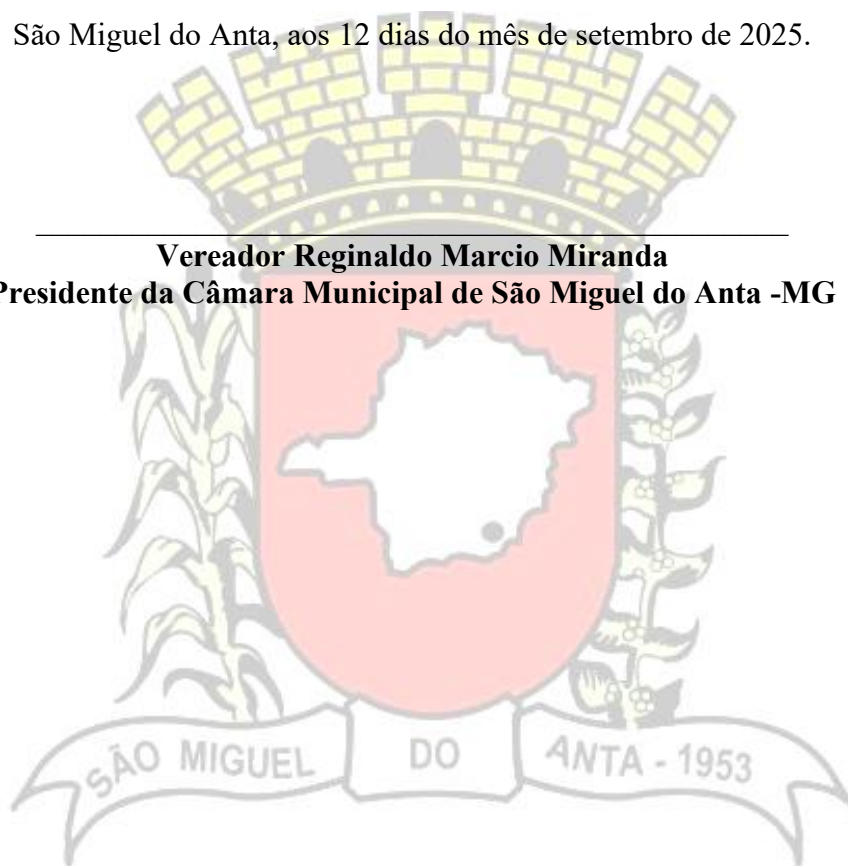 São Miguel do Anta, aos 12 dias do mês de setembro de 2025.
Vereador Reginaldo Marcio Miranda
Presidente da Câmara Municipal de São Miguel do Anta -MG
SÃO MIGUEL DO ANTA - 1953